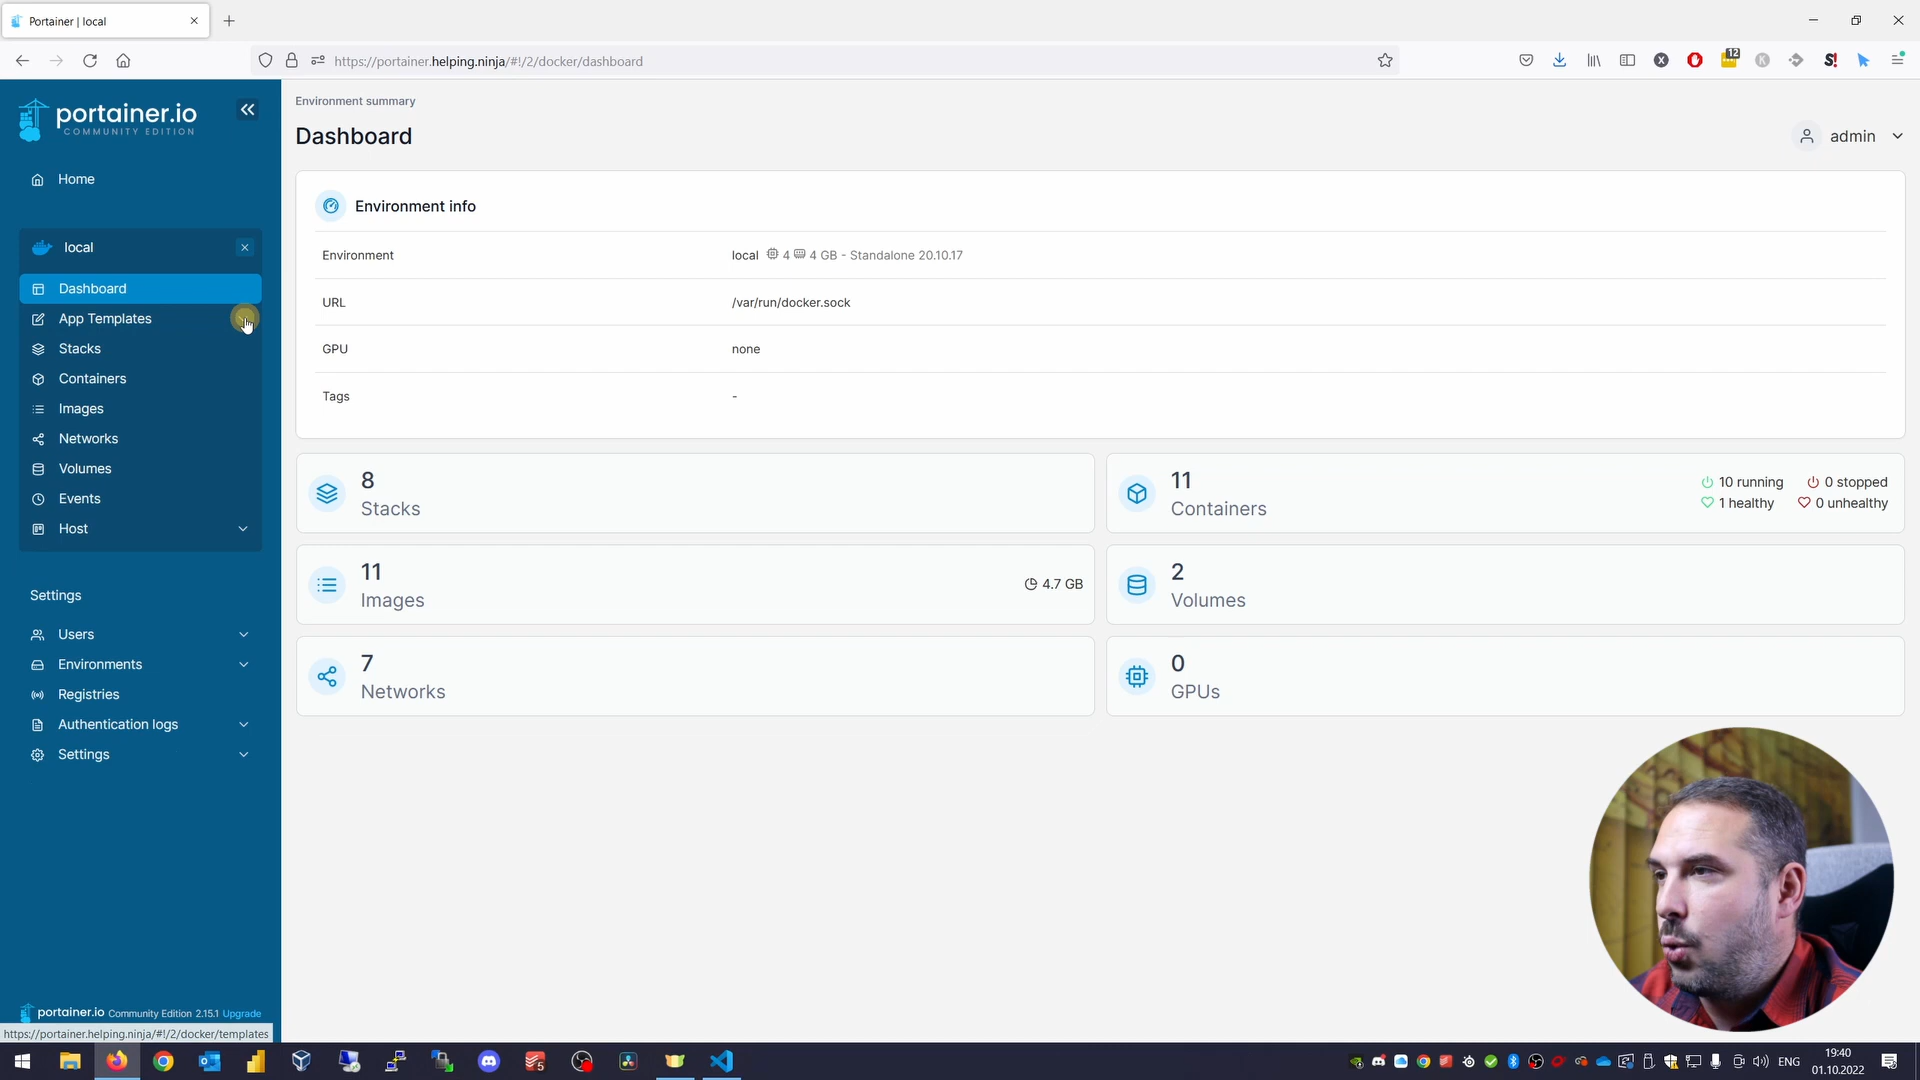 Portainer | local
https://portainer.helping.ninja/#!/2/docker/dashboard
12
S!
portainer.io
COMMUNITY EDITION
Home
local
Dashboard
App Templates
Stacks
Containers
Images
Networks
Volumes
Events
Host
Settings
Users
Environments
Registries
Authentication logs
Settings
portainer.io Community Edition 2.15.1 Upgrade
https://portainer.helping.ninja/#!/2/docker/templates
Environment summary
Dashboard
admin
Environment info
Environment local 4 4 GB - Standalone 20.10.17
URL /var/run/docker.sock
GPU none
Tags -
8
Stacks
11
Containers
10 running 0 stopped
1 healthy 0 unhealthy
11
Images
4.7 GB
2
Volumes
7
Networks
0
GPUs
5
ENG
19:40
01.10.2022